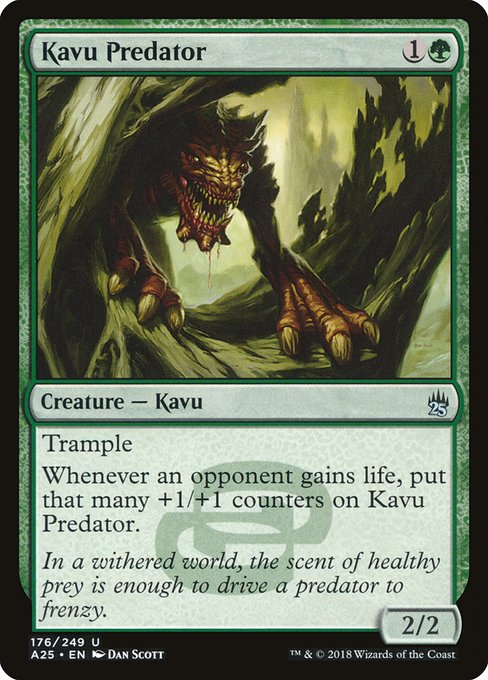 Kavu Predator 1
Creature — Kavu
25
Trample
Whenever an opponent gains life, put
that many +1/+1 counters on Kavu
Predator.
In a withered world, the scent of healthy
prey is enough to drive a predator to
frenzy.
2/2
176/249 U
A25 • EN Dan Scott
™ & © 2018 Wizards of the Coast